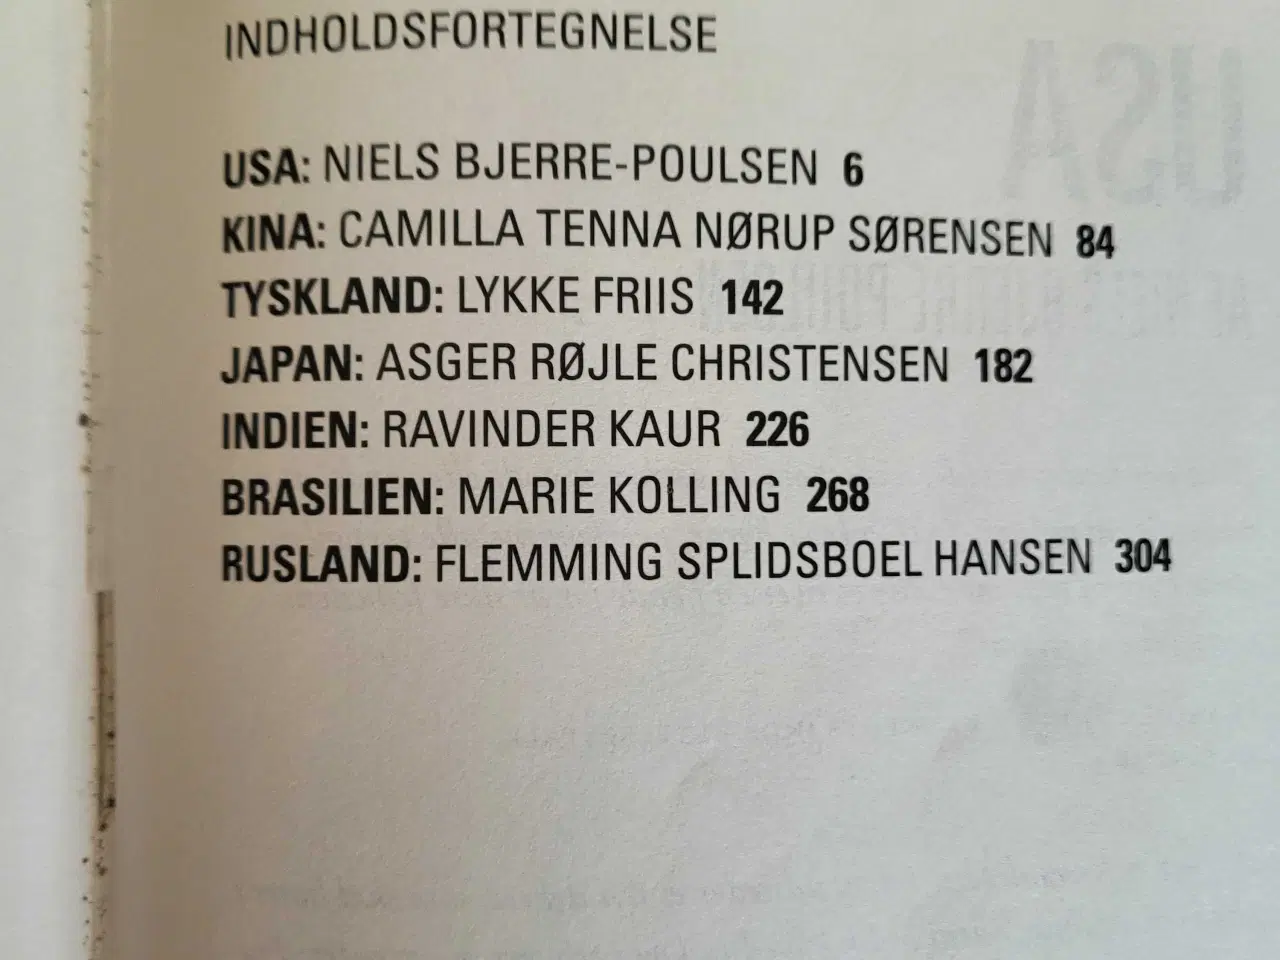 INDHOLDSFORTEGNELSE
USA: NIELS BJERRE-POULSEN 6
KINA: CAMILLA TENNA NØRUP SØRENSEN 84
TYSKLAND: LYKKE FRIIS 142
JAPAN: ASGER RØJLE CHRISTENSEN 182
INDIEN: RAVINDER KAUR 226
BRASILIEN: MARIE KOLLING 268
RUSLAND: FLEMMING SPLIDSBOEL HANSEN 304
USA